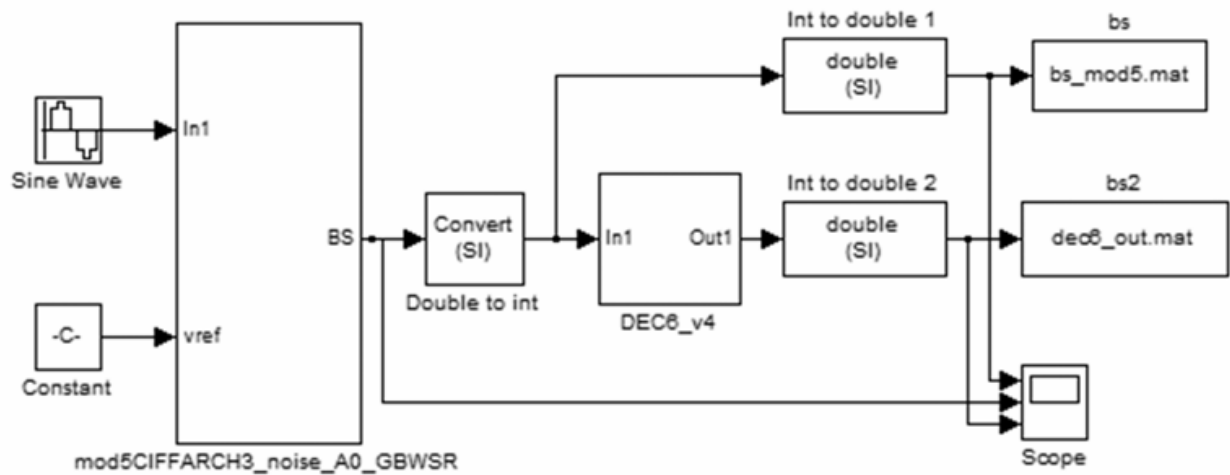 Int to double 1
bs
double
(SI)
bs_mod5.mat
In1
Sine Wave
Int to double 2
bs2
BS
Convert
(SI)
In1
Out1
double
(SI)
dec6_out.mat
Double to int
DEC6_v4
-C-
vref
Constant
mod5CIFFARCH3_noise_A0_GBWSR
Scope